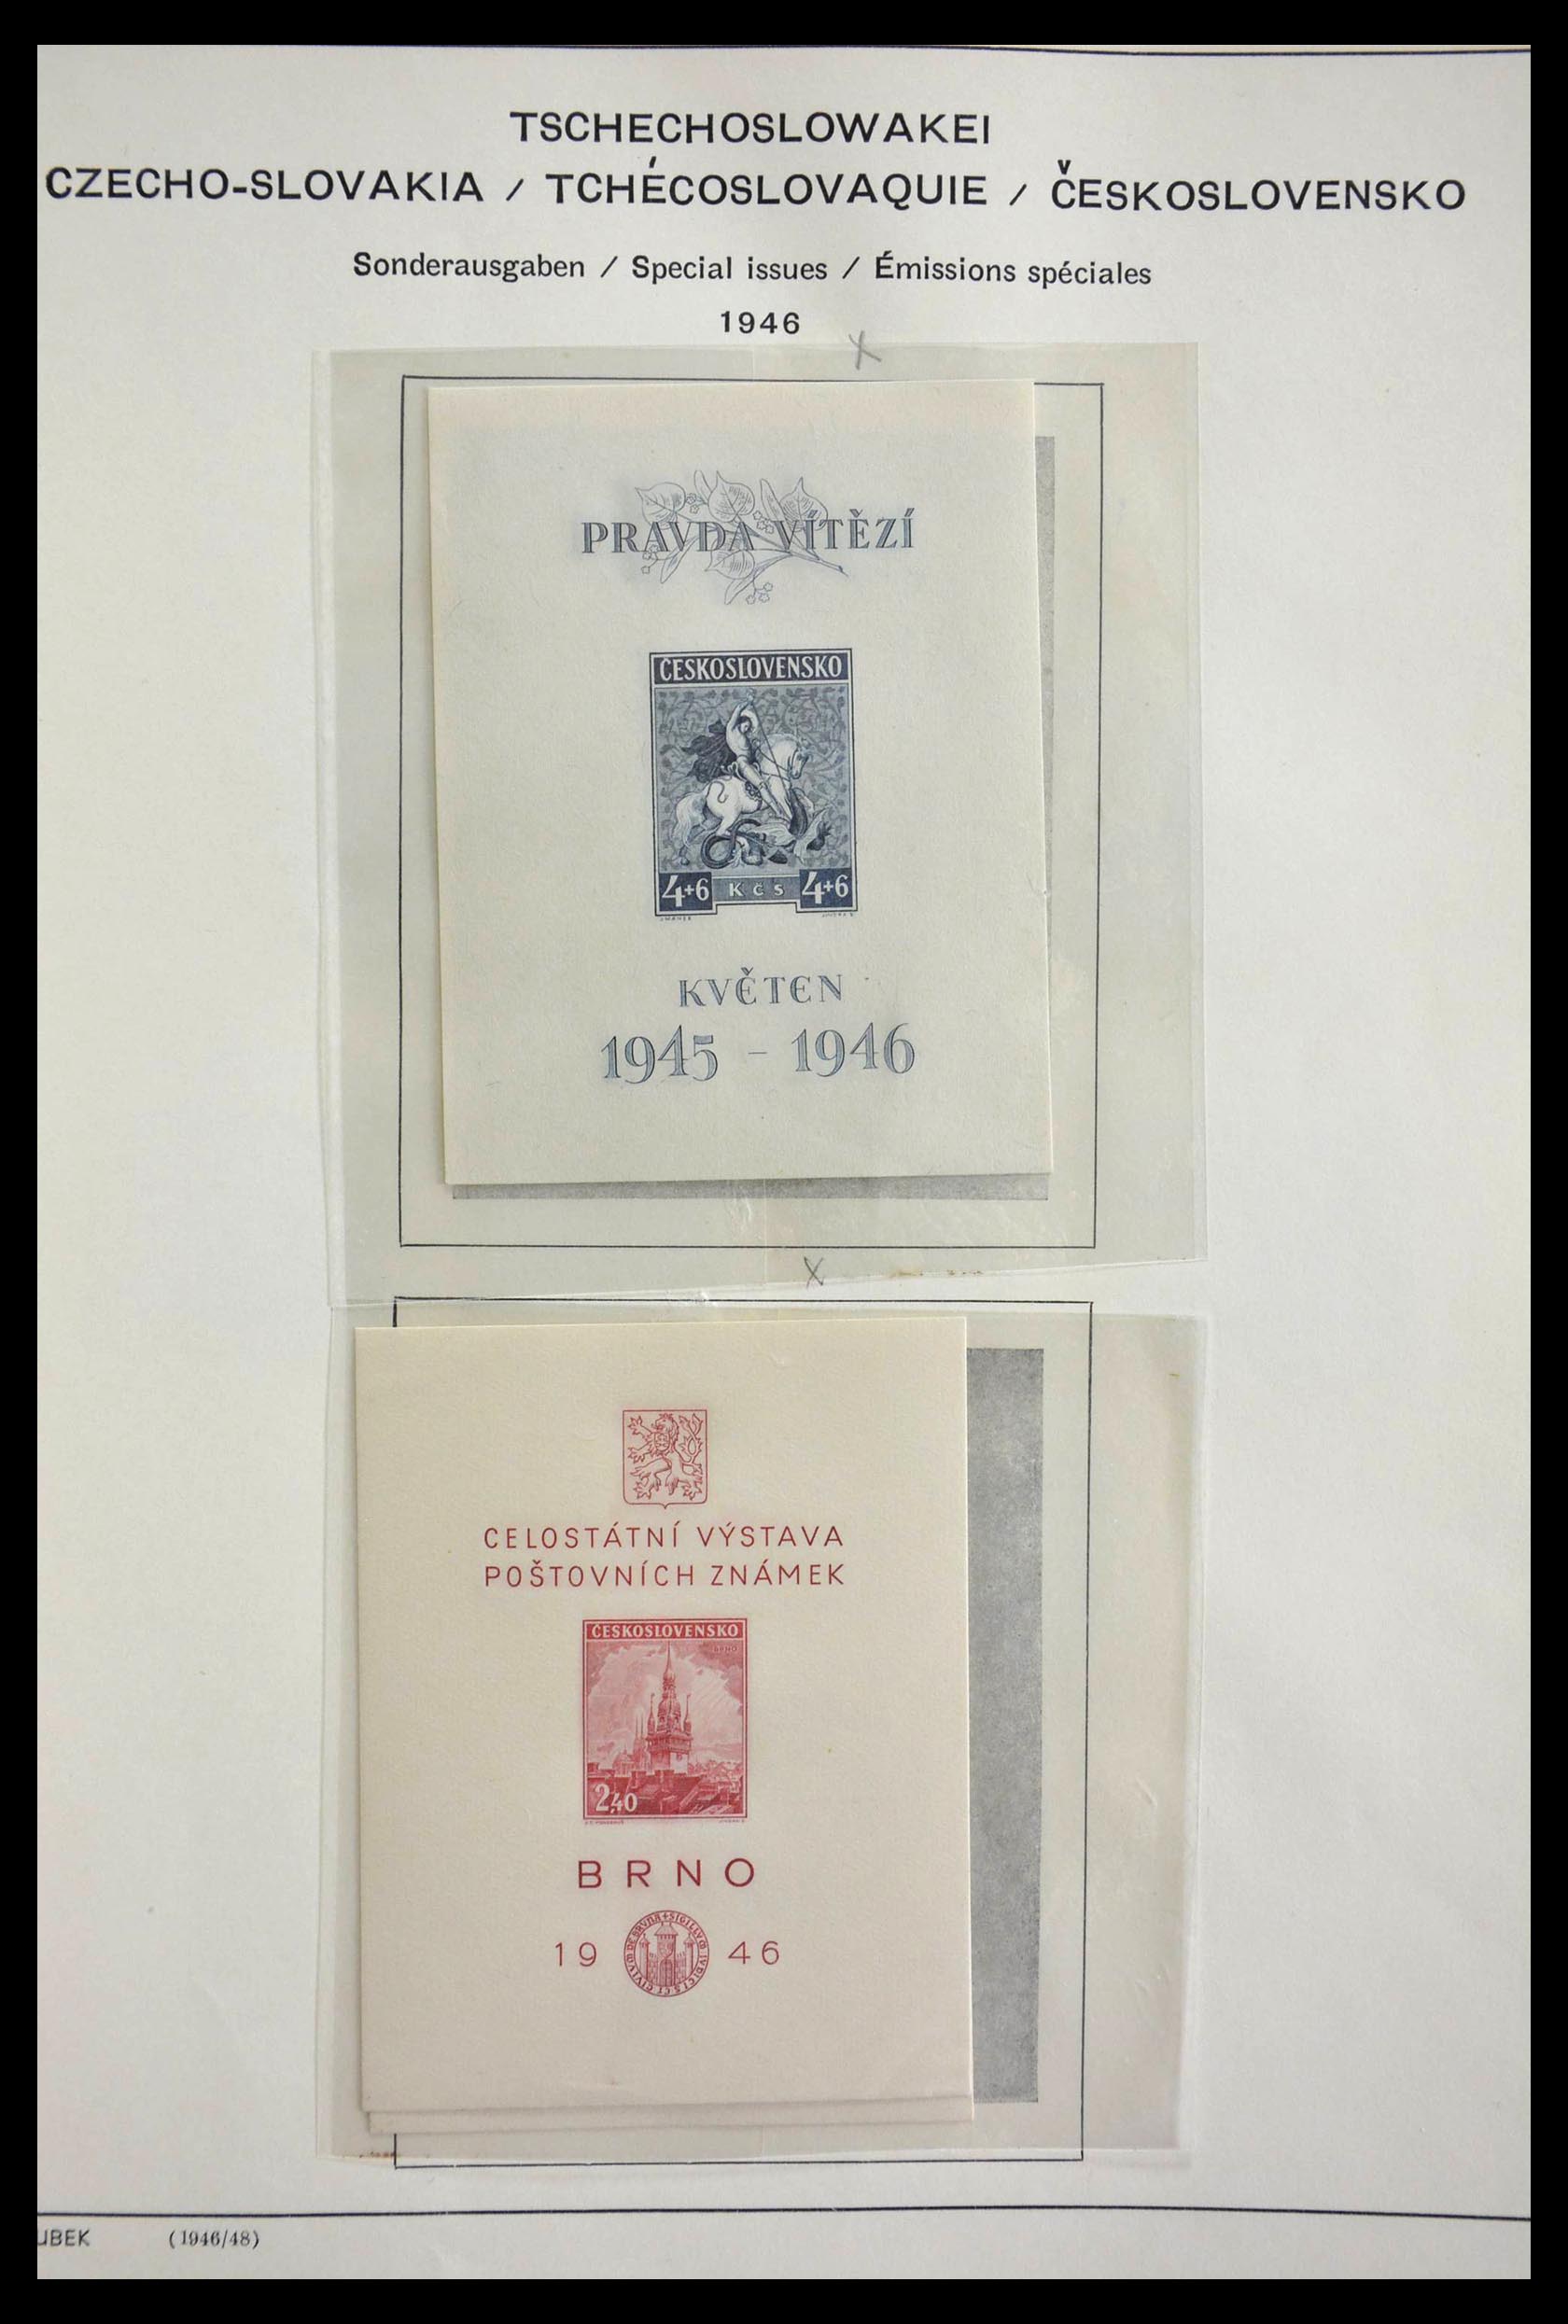 TSCHECHOSLOWAKEI
CZECHO-SLOVAKIA / TCHÉCOSLOVAQUIE / ČESKOSLOVENSKO
Sonderausgaben / Special issues / Émissions spéciales
1946
X
PRAVDA VÍTĚZÍ
ČESKOSLOVENSKO
4+6 KČS 4+6
KVĚTEN
1945 - 1946
X
CELOSTÁTNÍ VÝSTAVA
POŠTOVNÍCH ZNÁMEK
ČESKOSLOVENSKO
BRNO
2,40
BRNO
19 46
UBEK (1946/48)